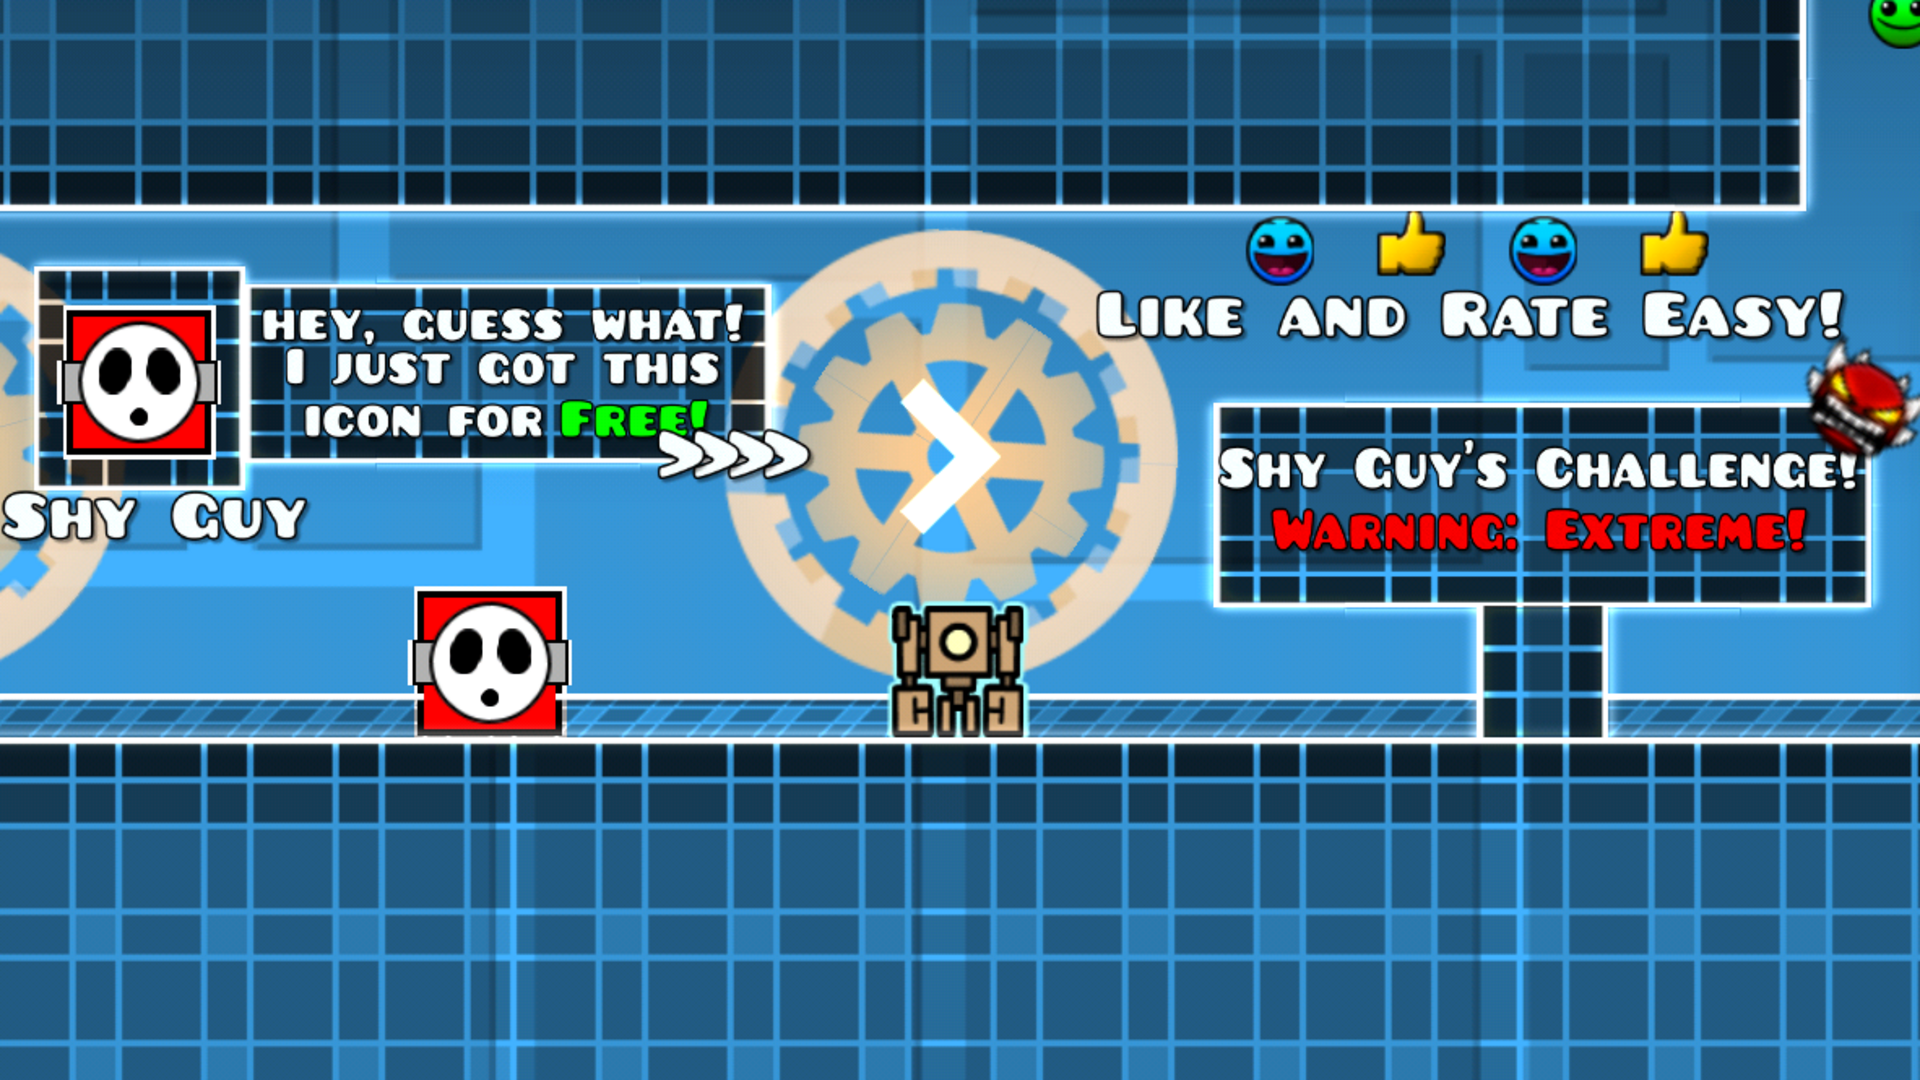 HEY, GUESS WHAT!
I JUST GOT THIS
ICON FOR FREE!
SHY GUY
LIKE AND RATE EASY!
SHY GUY'S CHALLENGE!
WARNING: EXTREME!